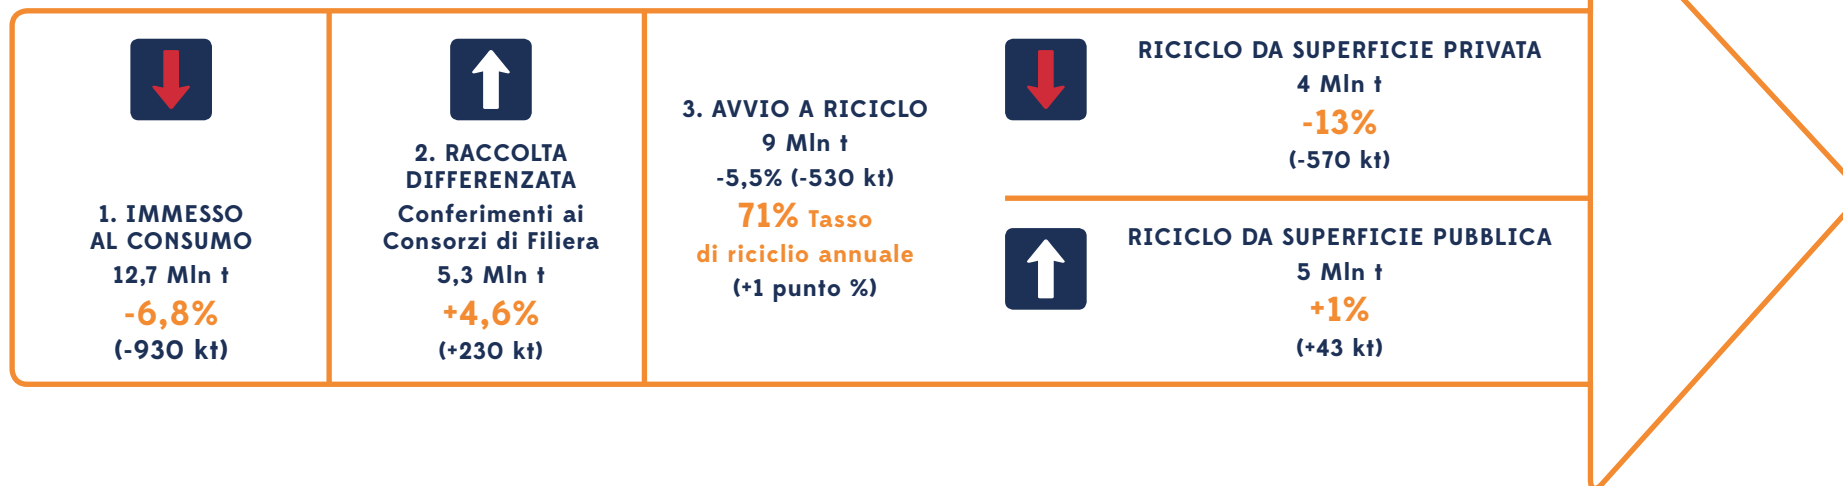 1. IMMESSO
AL CONSUMO
12,7 Mln t
-6,8%
(-930 kt)
2. RACCOLTA
DIFFERENZATA
Conferimenti ai
Consorzi di Filiera
5,3 Mln t
+4,6%
(+230 kt)
3. AVVIO A RICICLO
9 Mln t
-5,5% (-530 kt)
71% Tasso
di riciclio annuale
(+1 punto %)
RICICLO DA SUPERFICIE PRIVATA
4 Mln t
-13%
(-570 kt)
RICICLO DA SUPERFICIE PUBBLICA
5 Mln t
+1%
(+43 kt)